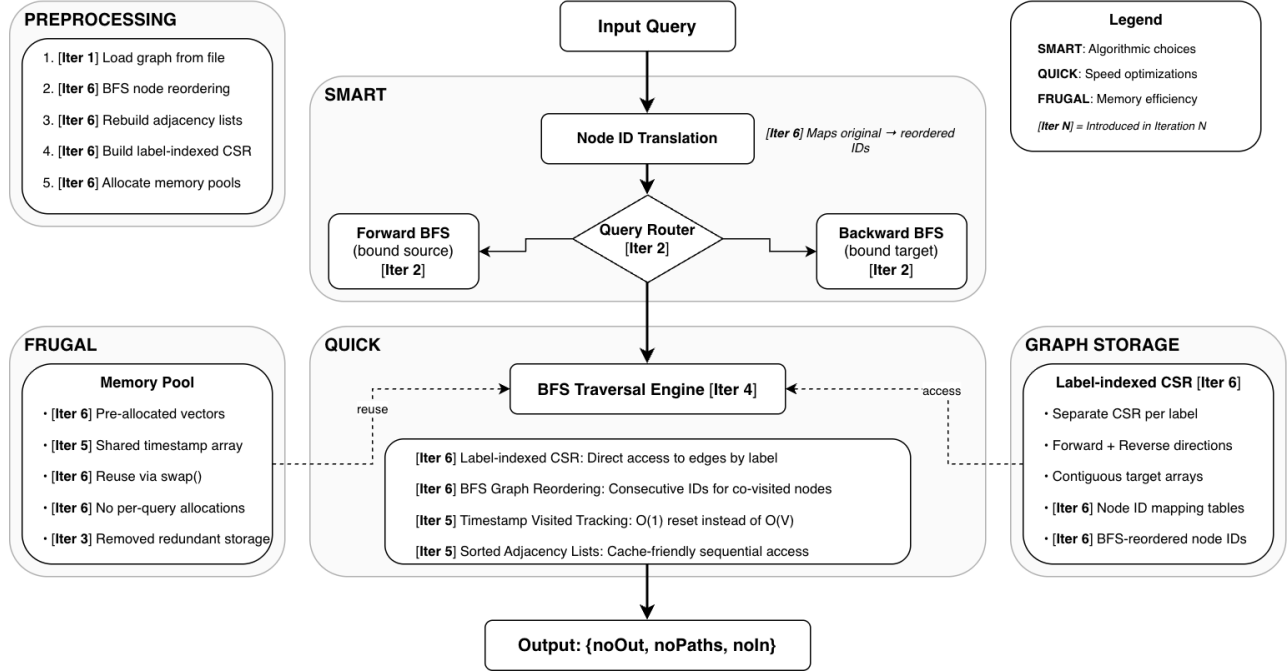 PREPROCESSING
1. [Iter 1] Load graph from file
2. [Iter 6] BFS node reordering
3. [Iter 6] Rebuild adjacency lists
4. [Iter 6] Build label-indexed CSR
5. [Iter 6] Allocate memory pools
Input Query
Legend
SMART: Algorithmic choices
QUICK: Speed optimizations
FRUGAL: Memory efficiency
[Iter N] = Introduced in Iteration N
SMART
Node ID Translation
[Iter 6] Maps original → reordered
IDs
Query Router
[Iter 2]
Forward BFS
(bound source)
[Iter 2]
Backward BFS
(bound target)
[Iter 2]
FRUGAL
Memory Pool
• [Iter 6] Pre-allocated vectors
• [Iter 5] Shared timestamp array
• [Iter 6] Reuse via swap()
• [Iter 6] No per-query allocations
• [Iter 3] Removed redundant storage
reuse
QUICK
BFS Traversal Engine [Iter 4]
[Iter 6] Label-indexed CSR: Direct access to edges by label
[Iter 6] BFS Graph Reordering: Consecutive IDs for co-visited nodes
[Iter 5] Timestamp Visited Tracking: O(1) reset instead of O(V)
[Iter 5] Sorted Adjacency Lists: Cache-friendly sequential access
access
GRAPH STORAGE
Label-indexed CSR [Iter 6]
• Separate CSR per label
• Forward + Reverse directions
• Contiguous target arrays
• [Iter 6] Node ID mapping tables
• [Iter 6] BFS-reordered node IDs
Output: {noOut, noPaths, noIn}